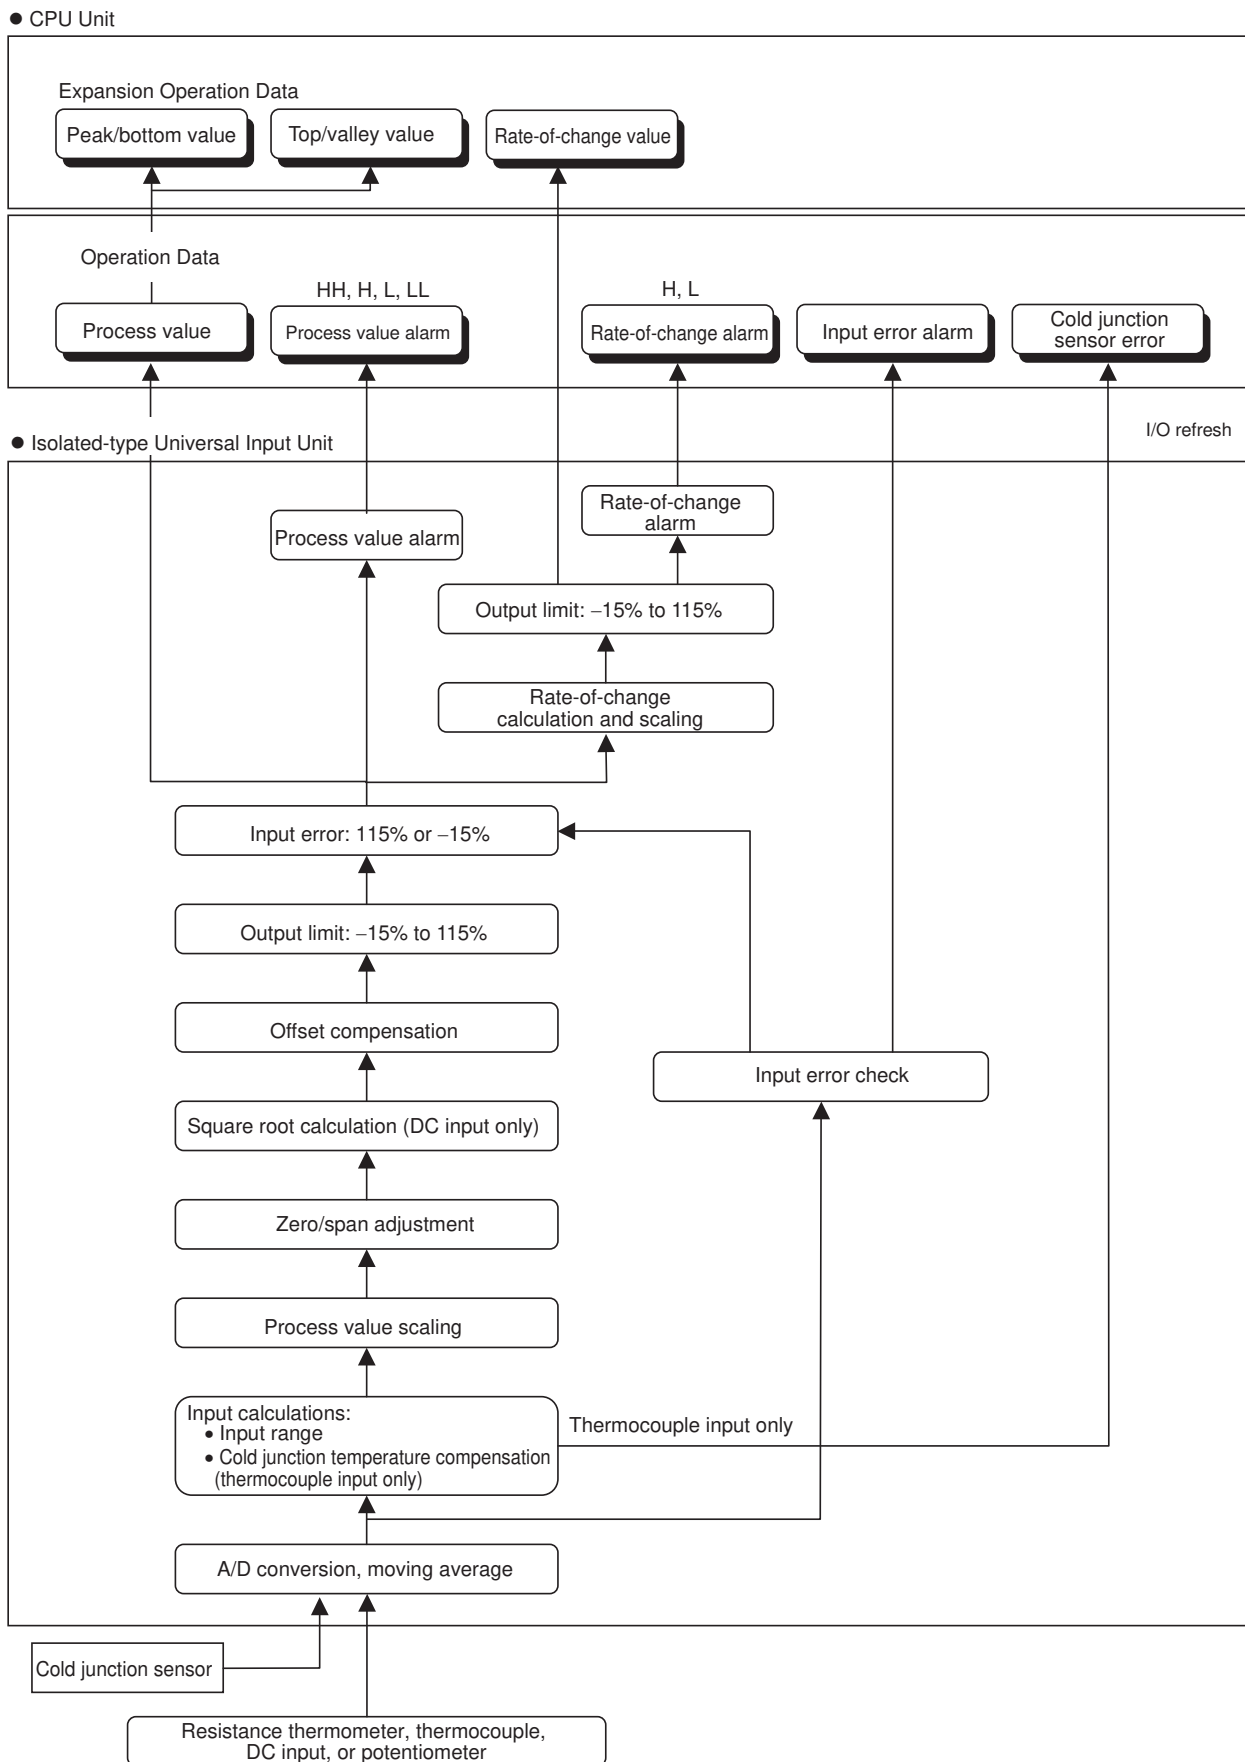 ● CPU Unit
Expansion Operation Data
Peak/bottom value
Top/valley value
Rate-of-change value
Operation Data
HH, H, L, LL
H, L
Process value
Process value alarm
Rate-of-change alarm
Input error alarm
Cold junction
sensor error
I/O refresh
● Isolated-type Universal Input Unit
Rate-of-change
alarm
Process value alarm
Output limit: –15% to 115%
Rate-of-change
calculation and scaling
Input error: 115% or –15%
Output limit: –15% to 115%
Offset compensation
Input error check
Square root calculation (DC input only)
Zero/span adjustment
Process value scaling
Input calculations:
● Input range
● Cold junction temperature compensation
(thermocouple input only)
Thermocouple input only
A/D conversion, moving average
Cold junction sensor
Resistance thermometer, thermocouple,
DC input, or potentiometer